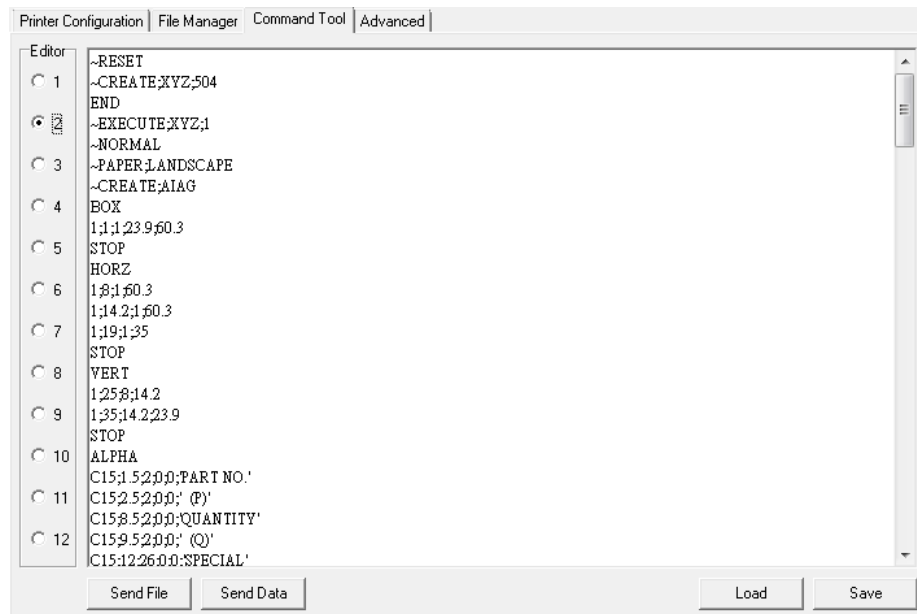 Printer Configuration File Manager Command Tool Advanced
Editor
1
2
3
4
5
6
7
8
9
10
11
12
~RESET
~CREATE;XYZ;504
END
~EXECUTE;XYZ;1
~NORMAL
~PAPER;LANDSCAPE
~CREATE;AIAG
BOX
1;1;1;23.9;60.3
STOP
HORZ
1;8;1;60.3
1;14.2;1;60.3
1;19;1;35
STOP
VERT
1;25;8;14.2
1;35;14.2;23.9
STOP
ALPHA
C15;1.5;2;0;0;'PART NO.'
C15;2.5;2;0;0;' (P)'
C15;8.5;2;0;0;'QUANTITY'
C15;9.5;2;0;0;' (Q)'
C15;12;26;0;0;'SPECIAL'
Send File Send Data Load Save